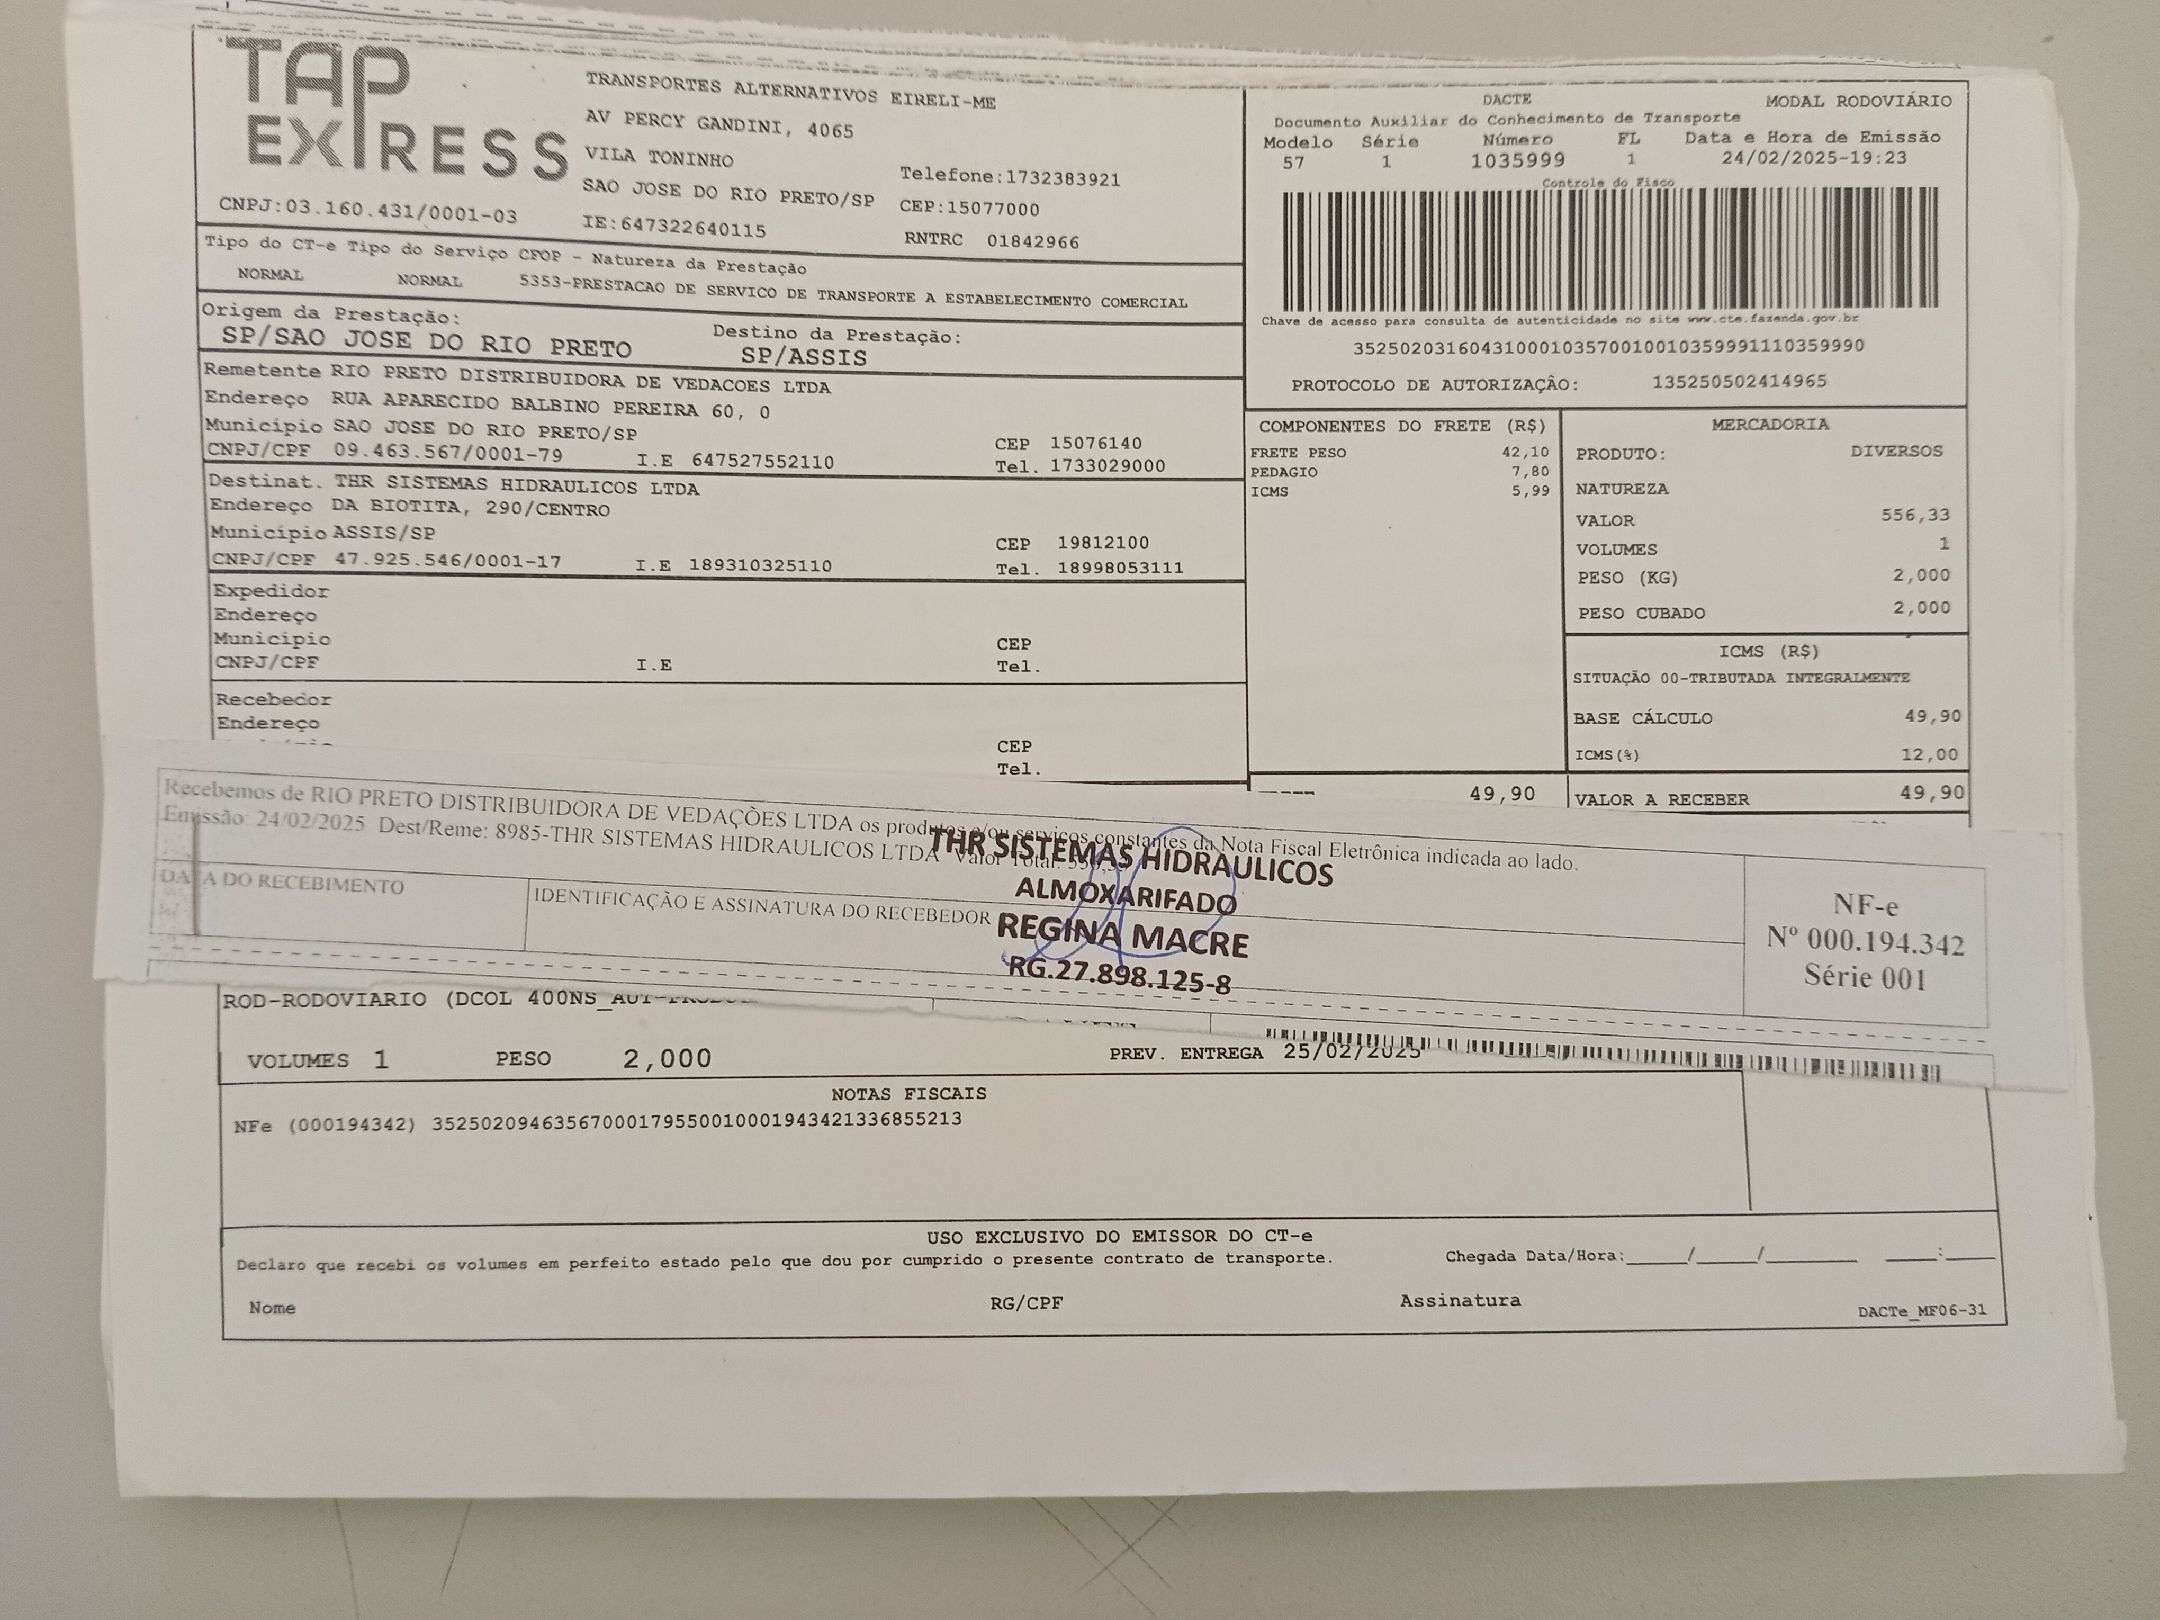 TAP
EXPRESS
TRANSPORTES ALTERNATIVOS EIRELI-ME
AV PERCY GANDINI, 4065
VILA TONINHO
Telefone:1732383921
SAO JOSE DO RIO PRETO/SP CEP:15077000
CNPJ:03.160.431/0001-03 IE:647322640115 RNTRC 01842966
DACTE MODAL RODOVIÁRIO
Documento Auxiliar do Conhecimento de Transporte
Modelo Série Número FL Data e Hora de Emissão
57 1 1035999 1 24/02/2025-19:23
Controle do Fisco
Chave de acesso para consulta de autenticidade no site www.cte.fazenda.gov.br
35250203160431000103570010010359991110359990
PROTOCOLO DE AUTORIZAÇÃO: 135250502414965
Tipo do CT-e Tipo do Serviço CFOP - Natureza da Prestação
NORMAL NORMAL 5353-PRESTACAO DE SERVICO DE TRANSPORTE A ESTABELECIMENTO COMERCIAL
Origem da Prestação: Destino da Prestação:
SP/SAO JOSE DO RIO PRETO SP/ASSIS
Remetente RIO PRETO DISTRIBUIDORA DE VEDACOES LTDA
Endereço RUA APARECIDO BALBINO PEREIRA 60, 0
Município SAO JOSE DO RIO PRETO/SP CEP 15076140
CNPJ/CPF 09.463.567/0001-79 I.E 647527552110 Tel. 1733029000
Destinat. THR SISTEMAS HIDRAULICOS LTDA
Endereço DA BIOTITA, 290/CENTRO
Município ASSIS/SP CEP 19812100
CNPJ/CPF 47.925.546/0001-17 I.E 189310325110 Tel. 18998053111
Expedidor
Endereço
Município CEP
CNPJ/CPF I.E Tel.
Recebedor
Endereço
CEP
Tel.
COMPONENTES DO FRETE (R$)
FRETE PESO 42,10
PEDAGIO 7,80
ICMS 5,99
49,90
MERCADORIA
PRODUTO: DIVERSOS
NATUREZA
VALOR 556,33
VOLUMES 1
PESO (KG) 2,000
PESO CUBADO 2,000
ICMS (R$)
SITUAÇÃO 00-TRIBUTADA INTEGRALMENTE
BASE CÁLCULO 49,90
ICMS(%) 12,00
VALOR A RECEBER 49,90
Recebemos de RIO PRETO DISTRIBUIDORA DE VEDAÇÕES LTDA os produtos e/ou serviços constantes da Nota Fiscal Eletrônica indicada ao lado.
Emissão: 24/02/2025 Dest/Reme: 8985-THR SISTEMAS HIDRAULICOS LTDA Valor Total:
DATA DO RECEBIMENTO
IDENTIFICAÇÃO E ASSINATURA DO RECEBEDOR
THR SISTEMAS HIDRAULICOS
ALMOXARIFADO
REGINA MACRE
RG.27.898.125-8
NF-e
Nº 000.194.342
Série 001
ROD-RODOVIARIO (DCOL 400NS_AUT-
VOLUMES 1 PESO 2,000 PREV. ENTREGA 25/02/2025
NOTAS FISCAIS
NFe (000194342) 35250209463567000179550010001943421336855213
USO EXCLUSIVO DO EMISSOR DO CT-e
Declaro que recebi os volumes em perfeito estado pelo que dou por cumprido o presente contrato de transporte. Chegada Data/Hora:____/____/______ ____:____
Nome RG/CPF Assinatura
DACTe_MF06-31